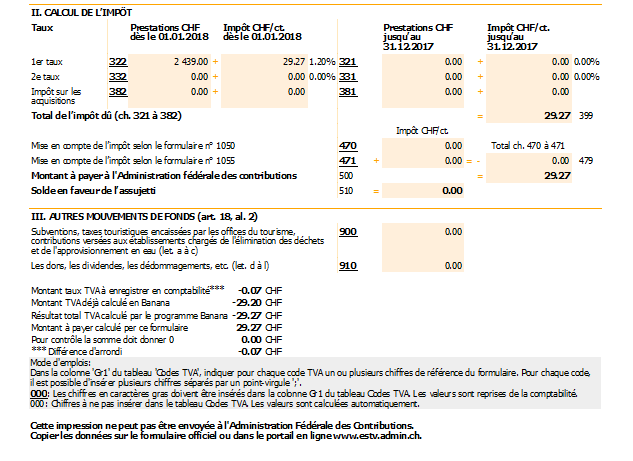 II. CALCUL DE L'IMPÔT
Taux Prestations CHF dès le 01.01.2018 Impôt CHF/ct. dès le 01.01.2018 Prestations CHF jusqu'au 31.12.2017 Impôt CHF/ct. jusqu'au 31.12.2017
1er taux 322 2 439.00 + 29.27 1.20% 321 0.00 + 0.00 0.00%
2e taux 332 0.00 + 0.00 0.00% 331 0.00 + 0.00 0.00%
Impôt sur les acquisitions 382 0.00 + 0.00 381 0.00 + 0.00
Total de l'impôt dû (ch. 321 à 382) = 29.27 399
Impôt CHF/ct.
Mise en compte de l'impôt selon le formulaire n° 1050 470 0.00 Total ch. 470 à 471
Mise en compte de l'impôt selon le formulaire n° 1055 471 + 0.00 = - 0.00 479
Montant à payer à l'Administration fédérale des contributions 500 = 29.27
Solde en faveur de l'assujetti 510 = 0.00
III. AUTRES MOUVEMENTS DE FONDS (art. 18, al. 2)
Subventions, taxes touristiques encaissées par les offices du tourisme, 900 0.00
contributions versées aux établissements chargés de l'élimination des déchets
et de l'approvisionnement en eau (let. a à c)
Les dons, les dividendes, les dédommagements, etc. (let. d à l) 910 0.00
Montant taux TVA à enregistrer en comptabilité*** -0.07 CHF
Montant TVA déjà calculé en Banana -29.20 CHF
Résultat total TVA calculé par le programme Banana -29.27 CHF
Montant à payer calculé par ce formulaire 29.27 CHF
Pour contrôle la somme doit donner 0 0.00 CHF
*** Différence d'arrondi -0.07 CHF
Mode d'emplois:
Dans la colonne 'Gr1' du tableau 'Codes TVA', indiquer pour chaque code TVA un ou plusiers chiffres de référence du formulaire. Pour chaque code,
il est possible d'insérer plusieurs chiffres séparés par un point-virgule ';'.
000: Les chiffres en caractères gras doivent être insérés dans la colonne Gr1 du tableau Codes TVA. Les valeurs sont reprises de la comptabilité.
000: Chiffres à ne pas insérer dans le tableau Codes TVA. Les valeurs sont calculées automatiquement.
Cette impression ne peut pas être envoyée à l'Administration Fédérale des Contributions.
Copier les données sur le formulaire officiel ou dans le portail en ligne www.estv.admin.ch.